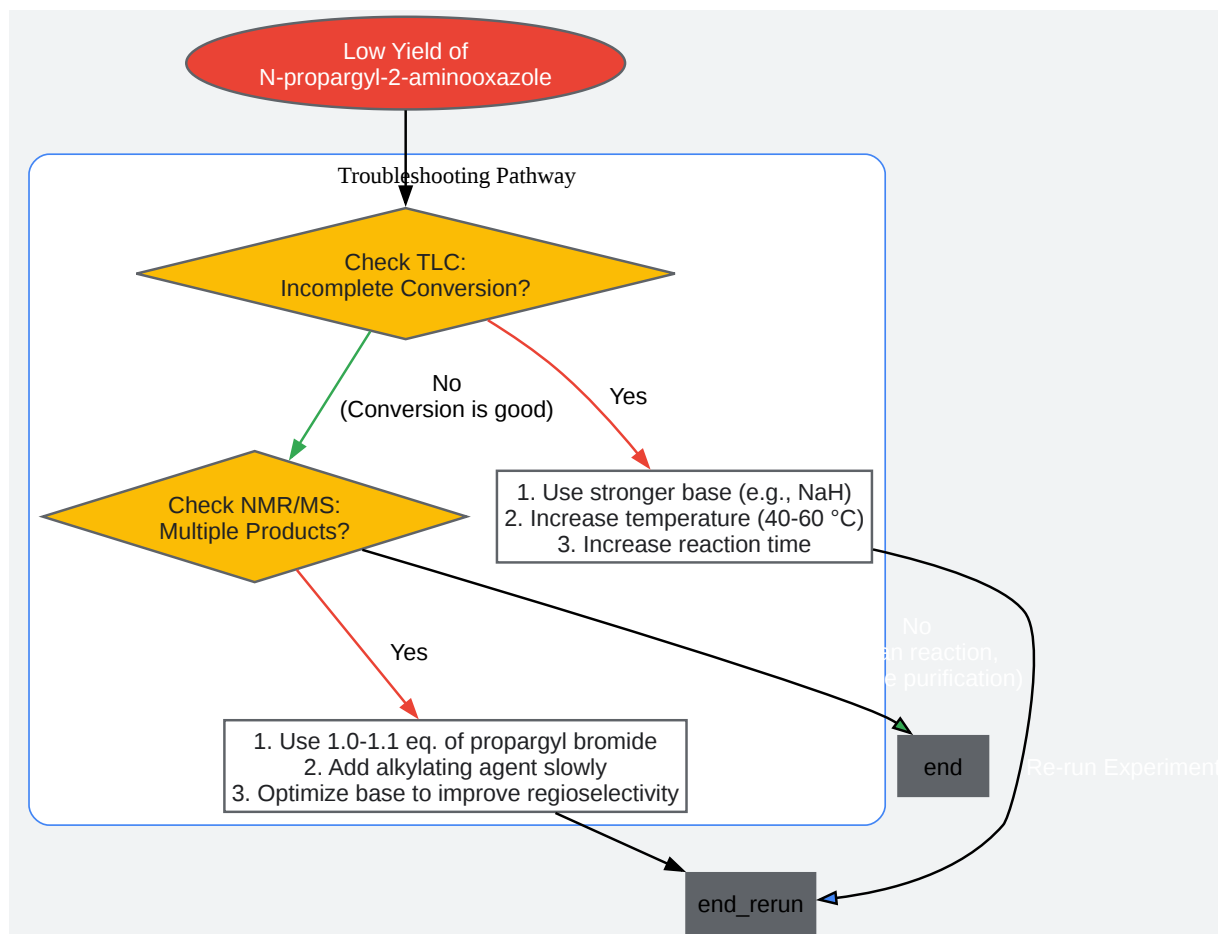 Low Yield of
N-propargyl-2-aminooxazole
Troubleshooting Pathway
Check TLC:
Incomplete Conversion?
No
(Conversion is good)
Yes
Check NMR/MS:
Multiple Products?
1. Use stronger base (e.g., NaH)
2. Increase temperature (40-60 °C)
3. Increase reaction time
No
reaction,
purification)
Yes
1. Use 1.0-1.1 eq. of propargyl bromide
2. Add alkylating agent slowly
3. Optimize base to improve regioselectivity
end
Re-run Experiment
end_rerun